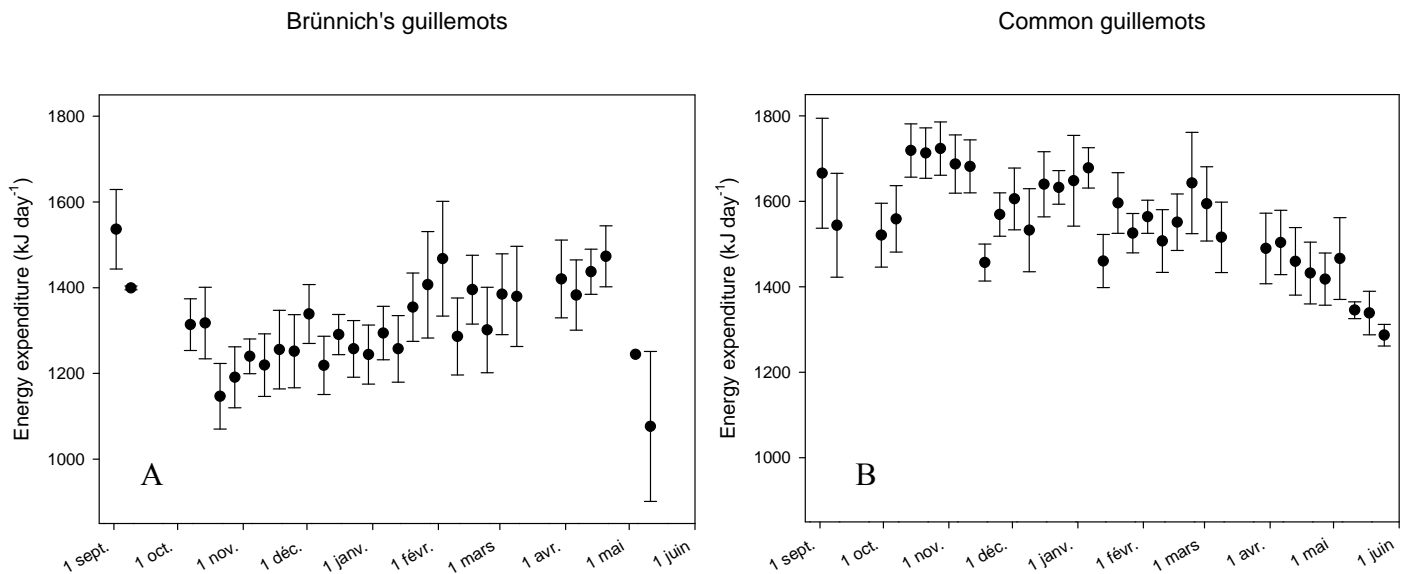 Brünnich's guillemots
Common guillemots
Energy expenditure (kJ day-1)
1800
1600
1400
1200
1000
A
1 sept.
1 oct.
1 nov.
1 déc.
1 janv.
1 févr.
1 mars
1 avr.
1 mai
1 juin
Energy expenditure (kJ day-1)
1800
1600
1400
1200
1000
B
1 sept.
1 oct.
1 nov.
1 déc.
1 janv.
1 févr.
1 mars
1 avr.
1 mai
1 juin